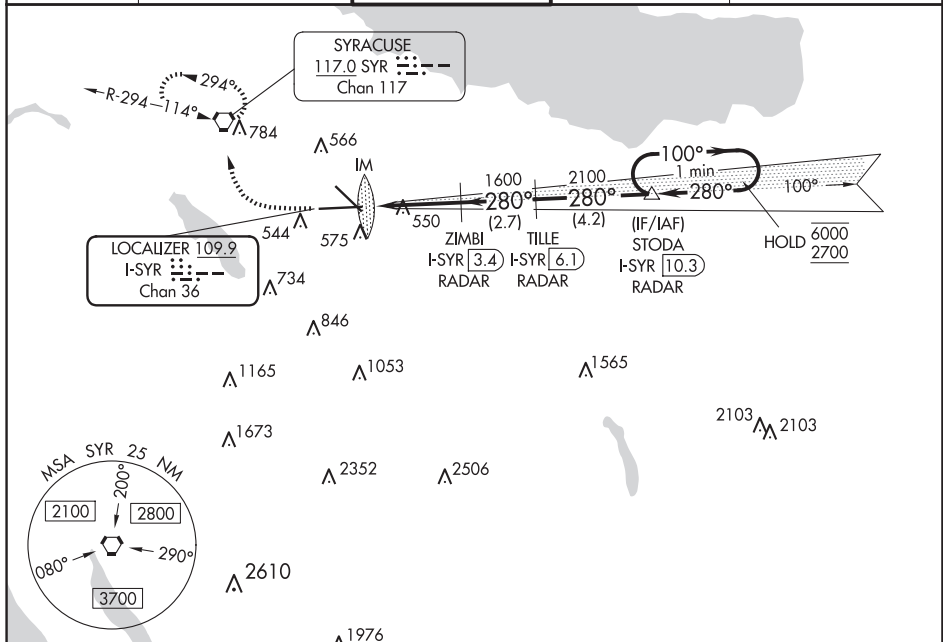 SYRACUSE
117.0 SYR
Chan 117
294°
R-294
114°
784
566
IM
544
575
550
1600
280°
(2.7)
2100
280°
(4.2)
100°
1 min
280°
100°
ZIMBI
I-SYR 3.4
RADAR
TILLE
I-SYR 6.1
RADAR
(IF/IAF)
STODA
I-SYR 10.3
RADAR
HOLD 6000
2700
LOCALIZER 109.9
I-SYR
Chan 36
734
846
1165
1053
1565
1673
2103
2103
2352
2506
MSA SYR 25 NM
200°
2100
2800
080°
290°
3700
2610
1976